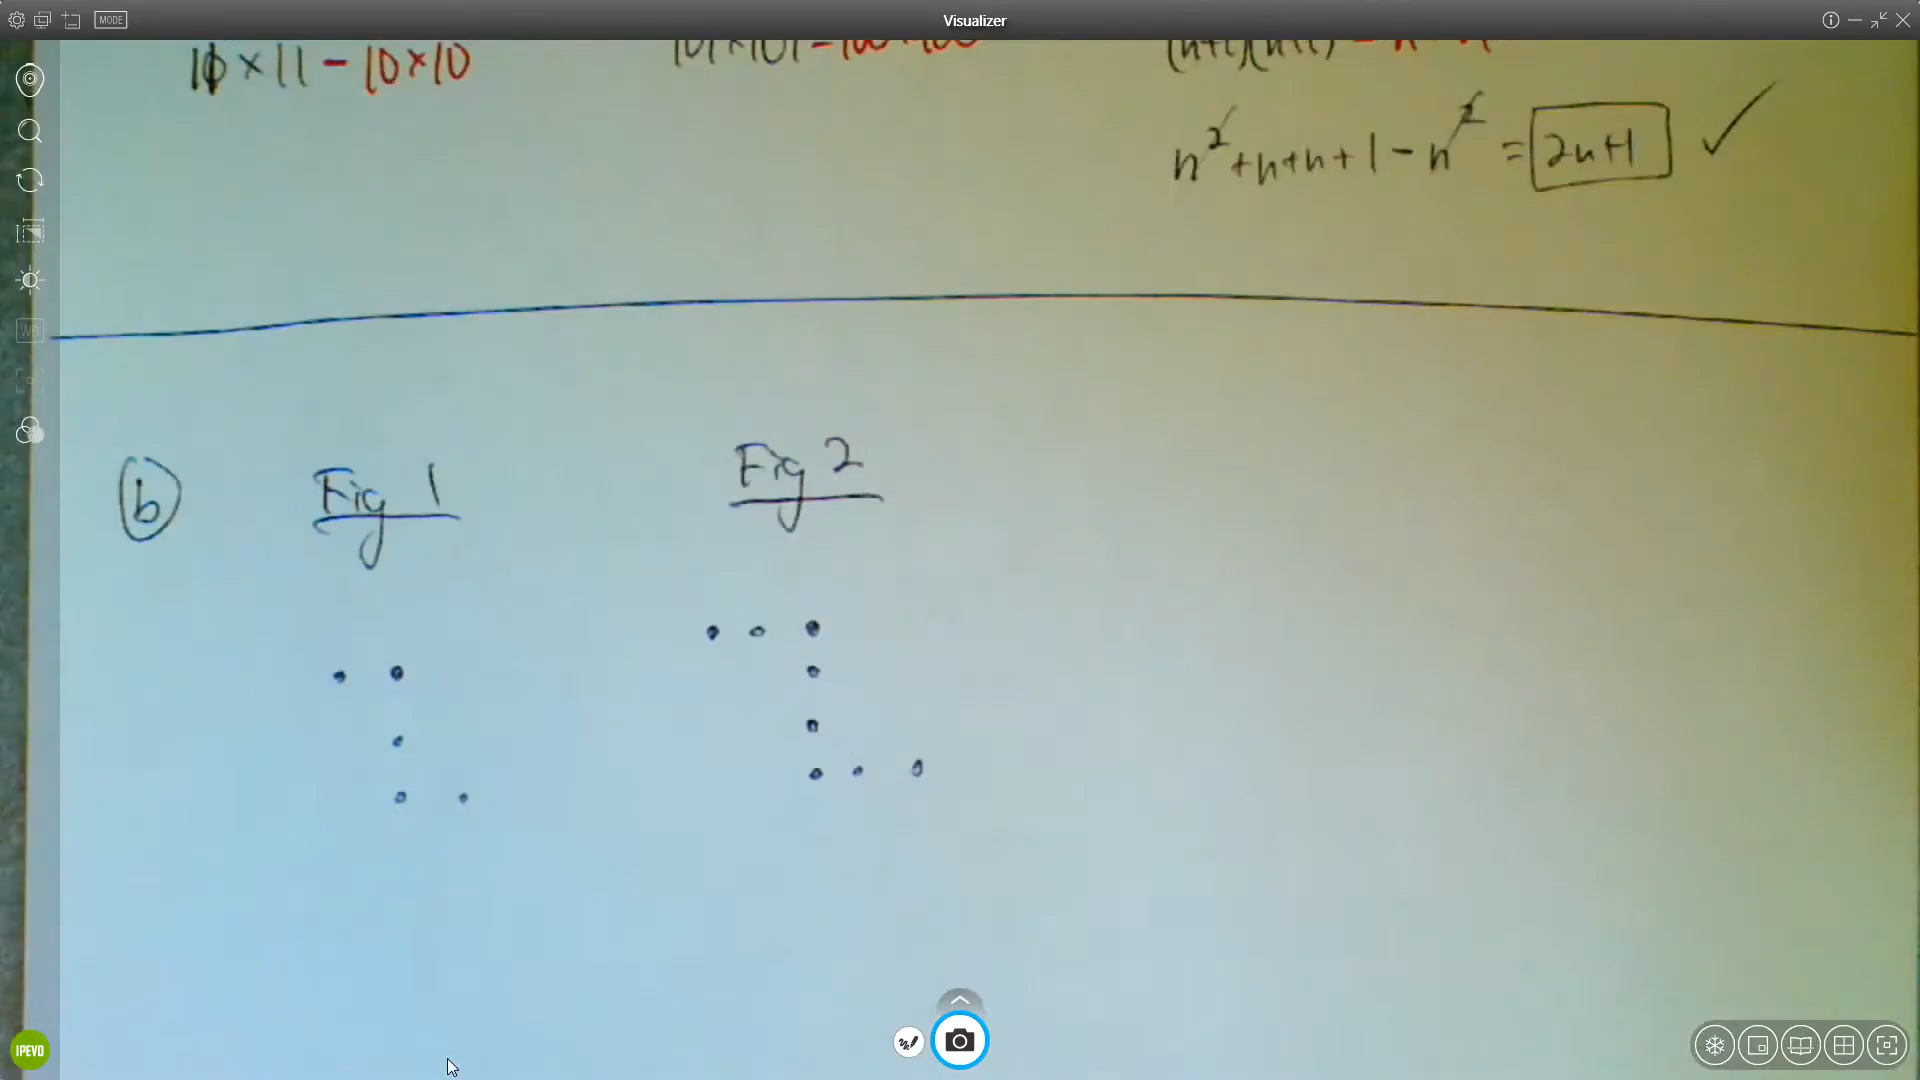 MODE
Visualizer
10 × 11 - 10 × 10
n² + n + n + 1 - n² = 2n+1 ✓
b
Fig 1
Fig 2
IPEVO